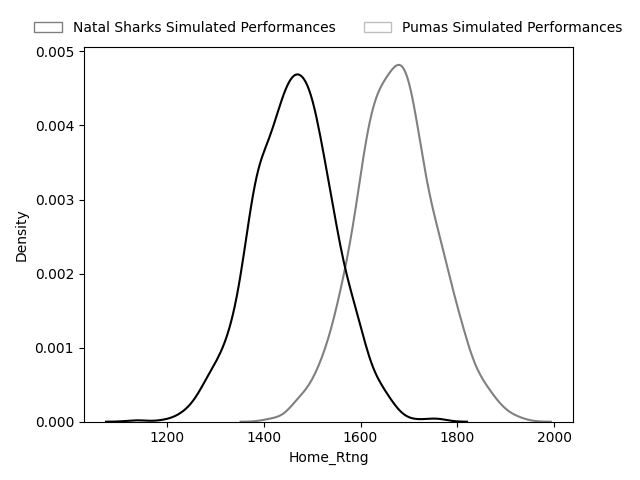 Natal Sharks Simulated Performances
Pumas Simulated Performances
0.005
0.004
0.003
0.002
0.001
0.000
Density
1200
1400
1600
1800
2000
Home_Rtng